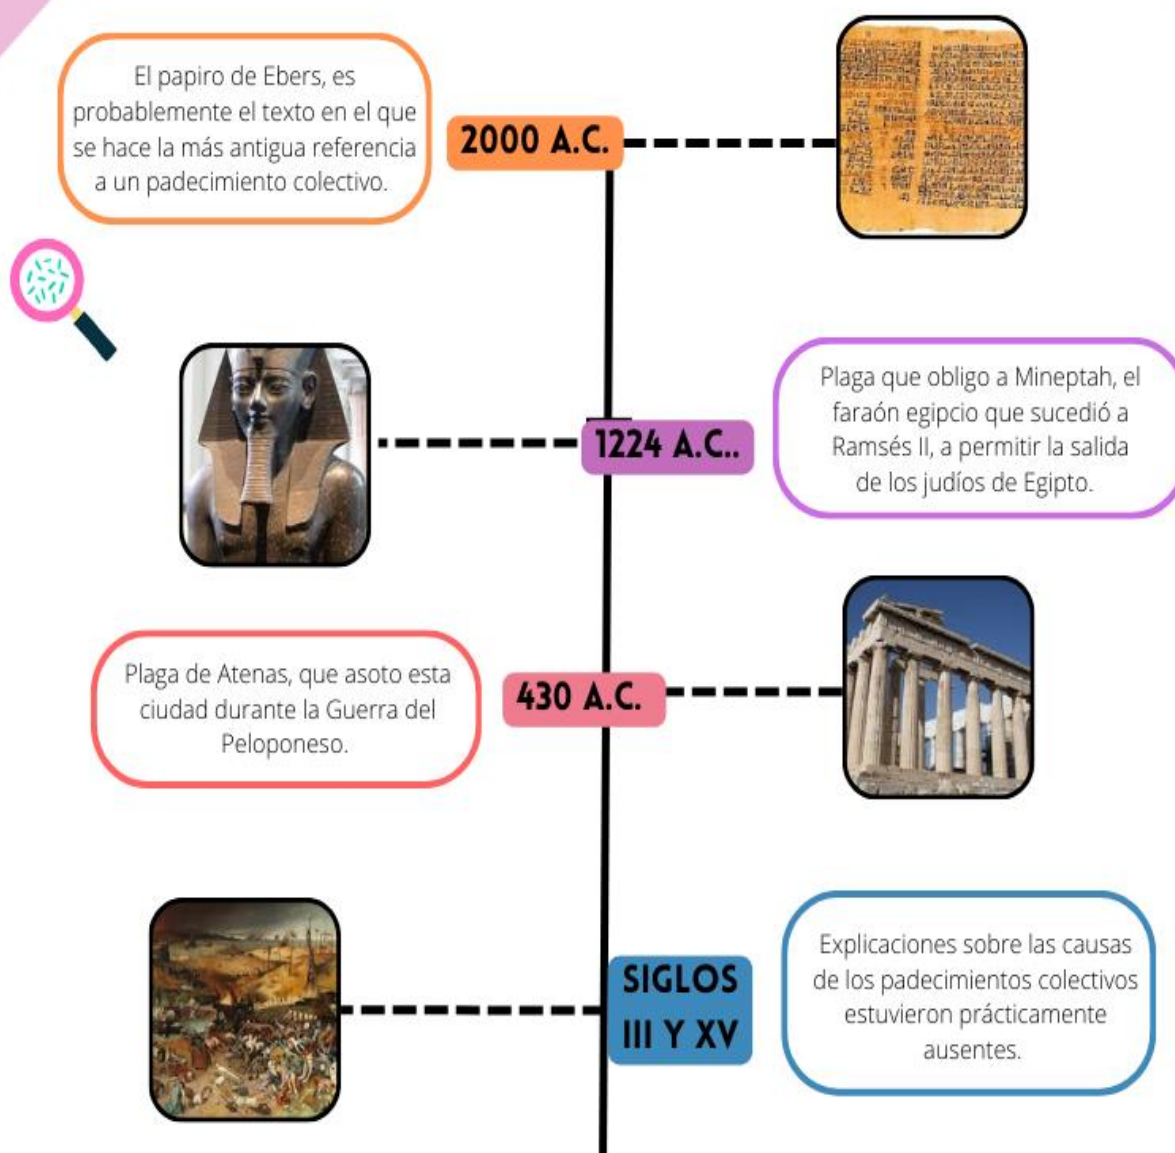 El papiro de Ebers, es
probablemente el texto en el que
se hace la más antigua referencia
a un padecimiento colectivo.
2000 A.C.
1224 A.C..
Plaga que obligo a Mineptah, el
faraón egipcio que sucedió a
Ramsés II, a permitir la salida
de los judíos de Egipto.
Plaga de Atenas, que asoto esta
ciudad durante la Guerra del
Peloponeso.
430 A.C.
SIGLOS
III Y XV
Explicaciones sobre las causas
de los padecimientos colectivos
estuvieron prácticamente
ausentes.